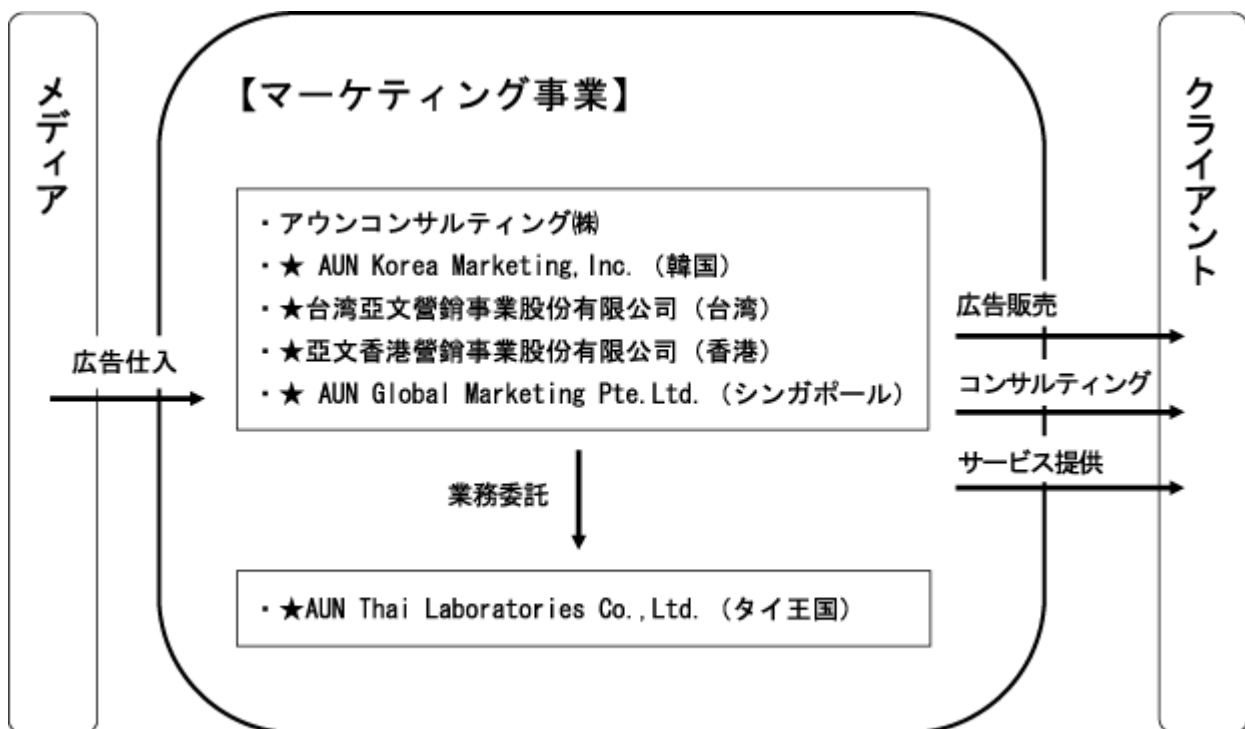 メディア
【マーケティング事業】
クライアント
・アウンコンサルティング㈱
・★ AUN Korea Marketing,Inc.（韓国）
・★台湾亞文營銷事業股份有限公司（台湾）
・★亞文香港營銷事業股份有限公司（香港）
・★ AUN Global Marketing Pte.Ltd.（シンガポール）
広告仕入
広告販売
コンサルティング
サービス提供
業務委託
・★AUN Thai Laboratories Co.,Ltd.（タイ王国）